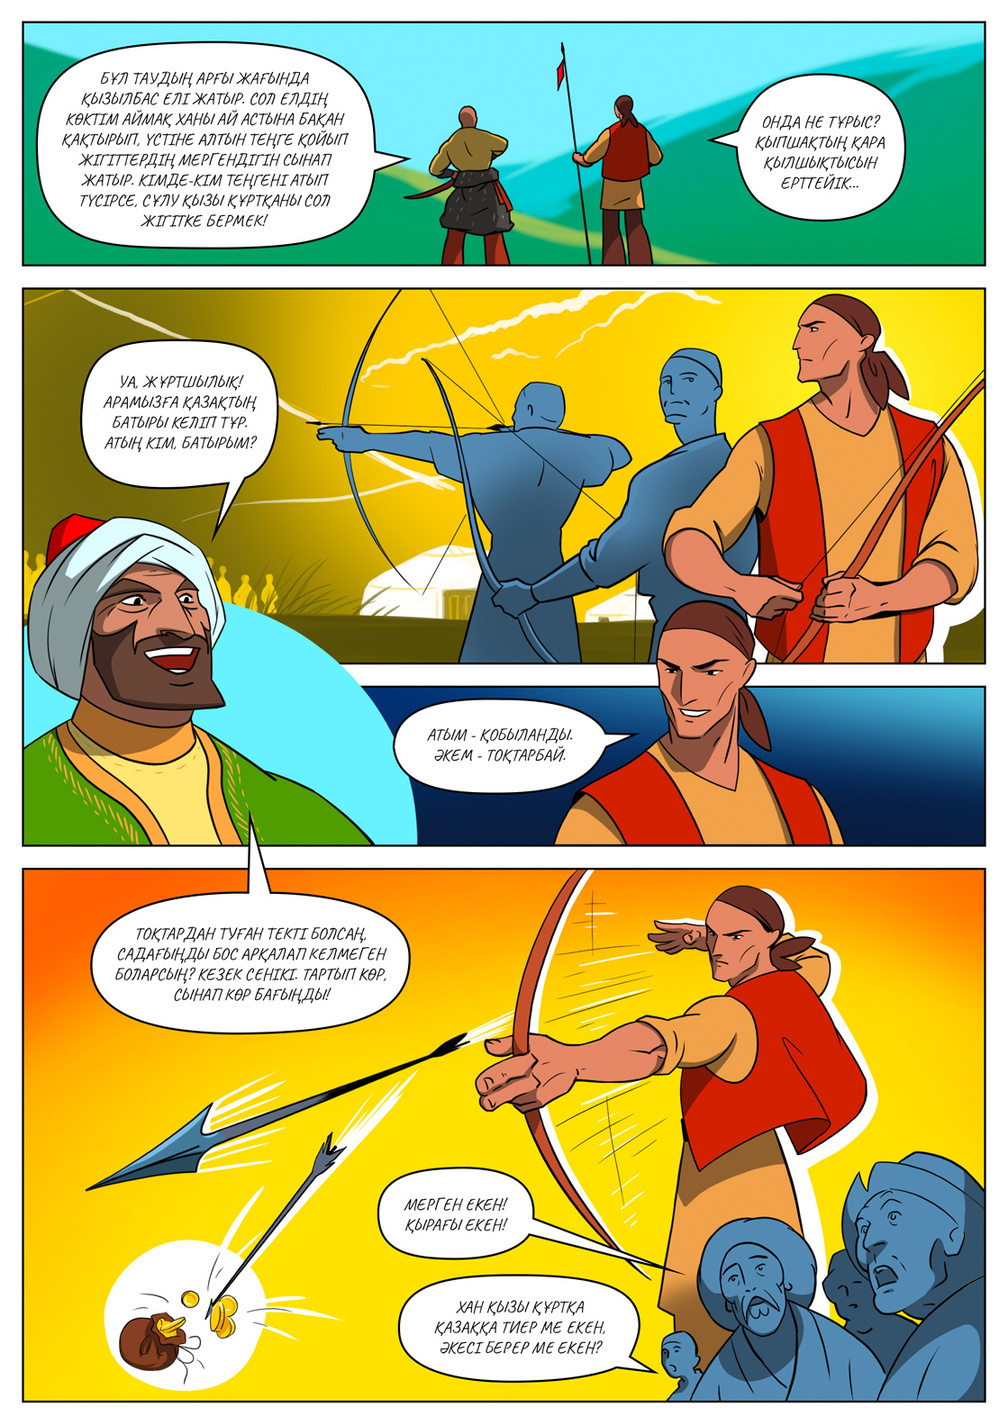 БҰЛ ТАУДЫҢ АРҒЫ ЖАҒЫНДА
ҚЫЗЫЛБАС ЕЛІ ЖАТЫР. СОЛ ЕЛДІҢ
КӨКТІМ АЙМАҚ ХАНЫ АЙ АСТЫНА БАҚАН
ҚАҚТЫРЫП, ҮСТІНЕ АЛТЫН ТЕҢГЕ ҚОЙЫП
ЖІГІТТЕРДІҢ МЕРГЕНДІГІН СЫНАП
ЖАТЫР. КІМДЕ-КІМ ТЕҢГЕНІ АТЫП
ТҮСІРСЕ, СҰЛУ ҚЫЗЫ ҚҰРТҚАНЫ СОЛ
ЖІГІТКЕ БЕРМЕК!
ОНДА НЕ ТҰРЫС?
ҚЫПШАҚТЫҢ ҚАРА
ҚЫЛШЫҚТЫСЫН
ЕРТТЕЙІК...
УА, ЖҰРТШЫЛЫҚ!
АРАМЫЗҒА ҚАЗАҚТЫҢ
БАТЫРЫ КЕЛІП ТҰР.
АТЫҢ КІМ, БАТЫРЫМ?
АТЫМ - ҚОБЫЛАНДЫ.
ӘКЕМ - ТОҚТАРБАЙ.
ТОҚТАРДАН ТУҒАН ТЕКТІ БОЛСАҢ,
САДАҒЫҢДЫ БОС АРҚАЛАП КЕЛМЕГЕН
БОЛАРСЫҢ? КЕЗЕК СЕНІКІ. ТАРТЫП КӨР,
СЫНАП КӨР БАҒЫҢДЫ!
МЕРГЕН ЕКЕН!
ҚЫРАҒЫ ЕКЕН!
ХАН ҚЫЗЫ ҚҰРТҚА
ҚАЗАҚҚА ТИЕР МЕ ЕКЕН,
ӘКЕСІ БЕРЕР МЕ ЕКЕН?